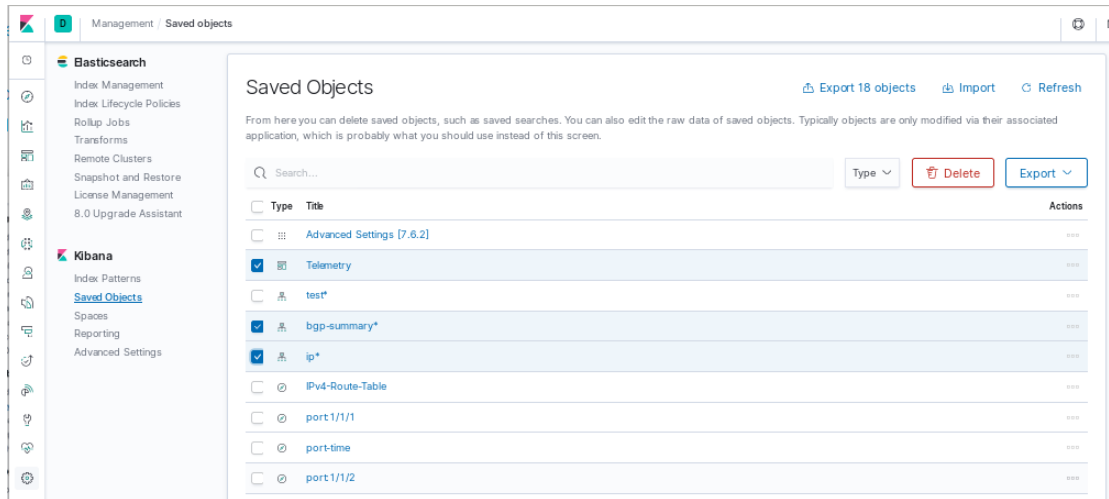 D Management / Saved objects
Elasticsearch
Index Management
Index Lifecycle Policies
Rollup Jobs
Transforms
Remote Clusters
Snapshot and Restore
License Management
8.0 Upgrade Assistant
Kibana
Index Patterns
Saved Objects
Spaces
Reporting
Advanced Settings
Saved Objects
Export 18 objects Import Refresh
From here you can delete saved objects, such as saved searches. You can also edit the raw data of saved objects. Typically objects are only modified via their associated
application, which is probably what you should use instead of this screen.
Search... Type Delete Export
Type Title Actions
Advanced Settings [7.6.2]
Telemetry
test*
bgp-summary*
ip*
IPv4-Route-Table
port:1/1/1
port-time
port:1/1/2